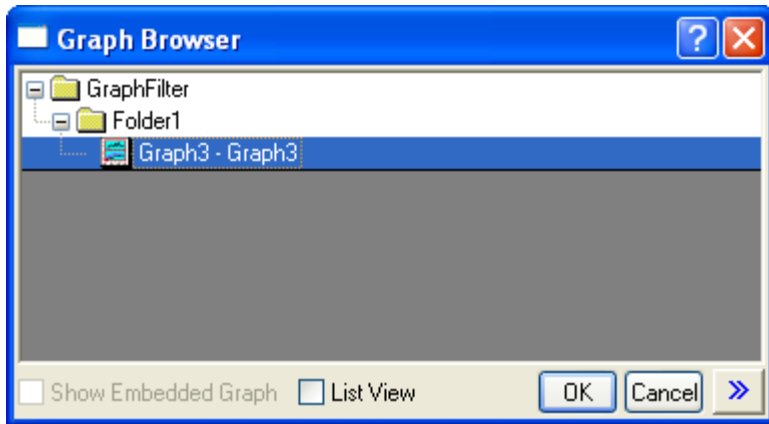 Graph Browser
GraphFilter
Folder1
Graph3 - Graph3
Show Embedded Graph List View OK Cancel »